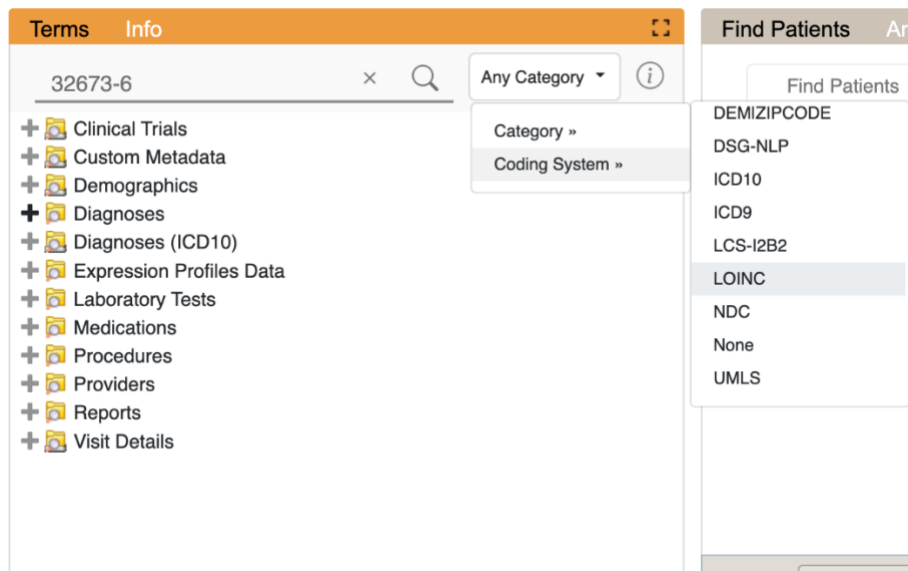 Terms Info
Find Patients
32673-6
Any Category
i
Find Patients
Category »
Coding System »
DEM|ZIPCODE
DSG-NLP
ICD10
ICD9
LCS-I2B2
LOINC
NDC
None
UMLS
Clinical Trials
Custom Metadata
Demographics
Diagnoses
Diagnoses (ICD10)
Expression Profiles Data
Laboratory Tests
Medications
Procedures
Providers
Reports
Visit Details